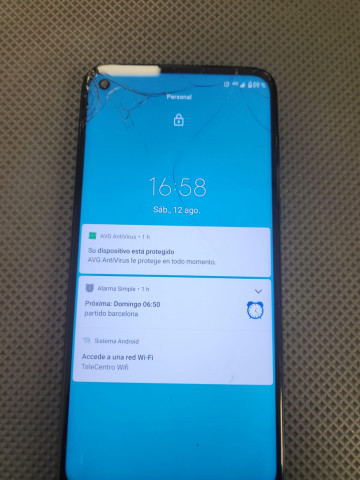 Personal
16:58
Sáb., 12 ago.
AVG AntiVirus • 1 h
Su dispositivo está protegido
AVG AntiVirus le protege en todo momento.
Alarma Simple • 1 h
Próxima: Domingo 06:50
partido barcelona
Sistema Android
Accede a una red Wi-Fi
TeleCentro Wifi